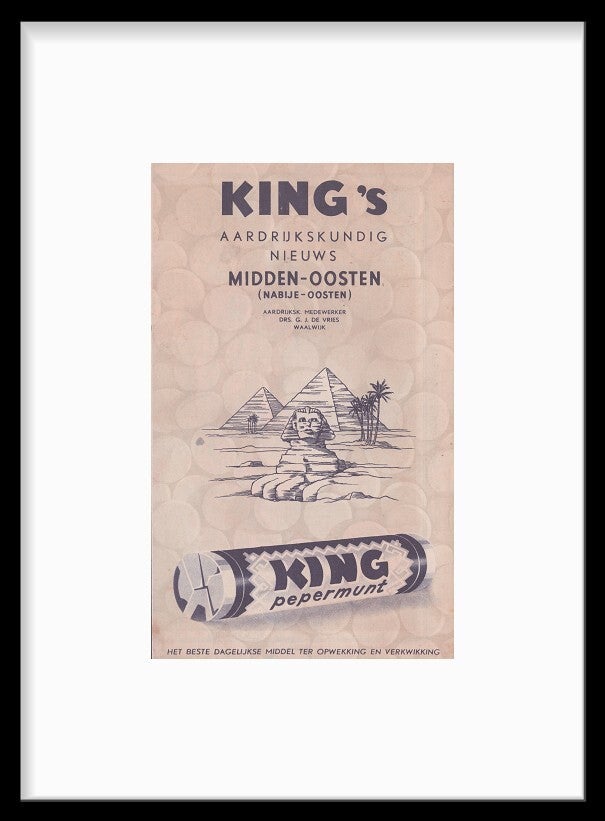 KING's
AARDRIJKSKUNDIG
NIEUWS
MIDDEN-OOSTEN
(NABIJE-OOSTEN)
AARDRIJKSK MEDEWERKER
DRS. G. J. DE VRIES
WAALWIJK
KING
pepermunt
HET BESTE DAGELIJKSE MIDDEL TER OPWEKKING EN VERKWIKKING